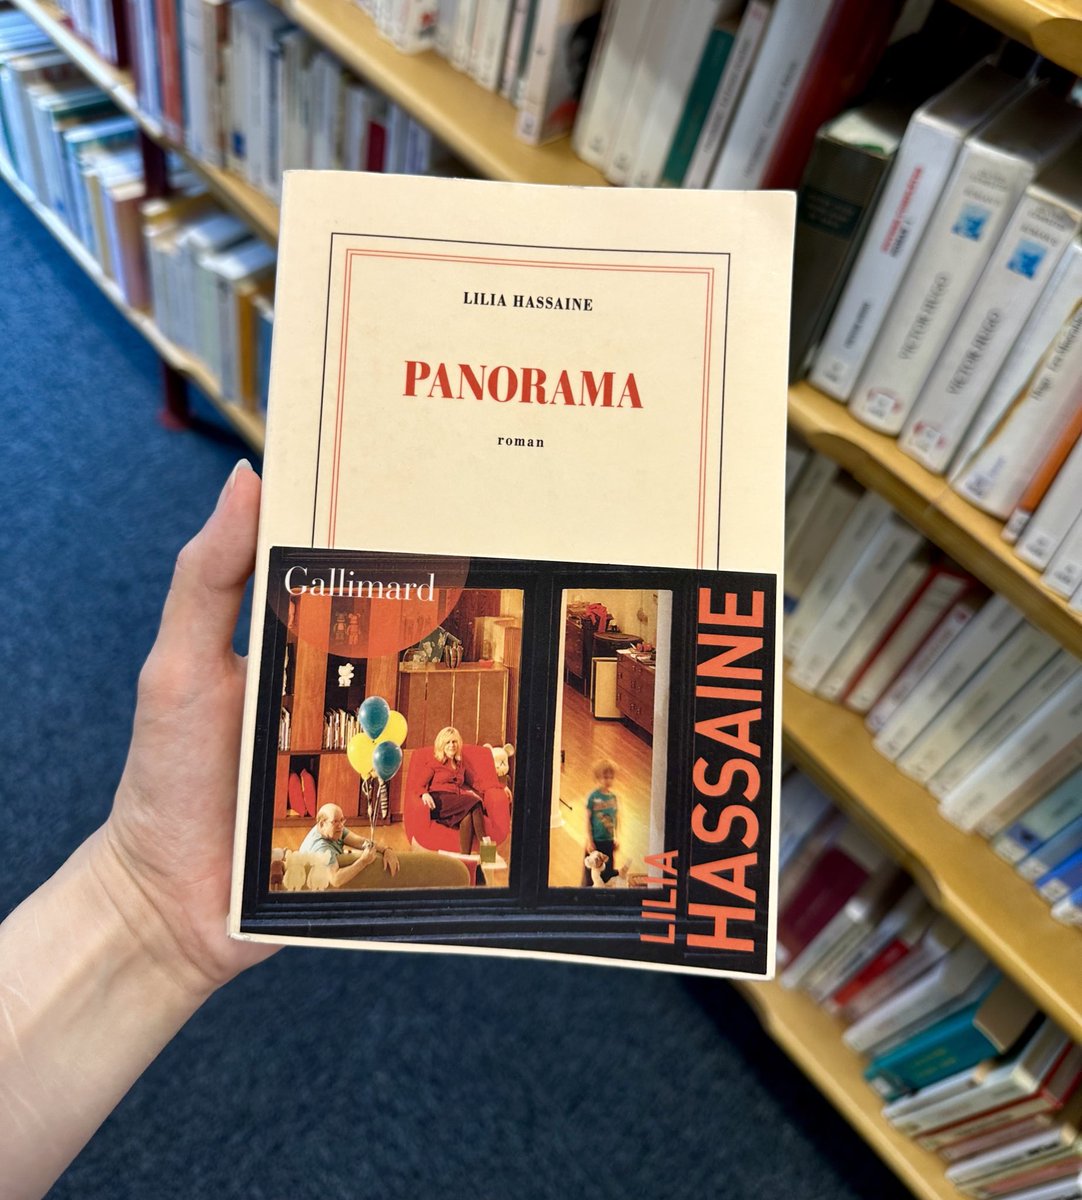 LILIA HASSAINE
PANORAMA
roman
Gallimard
LILIA
HASSAINE
VICTOR HUGO
VICTOR HUGO